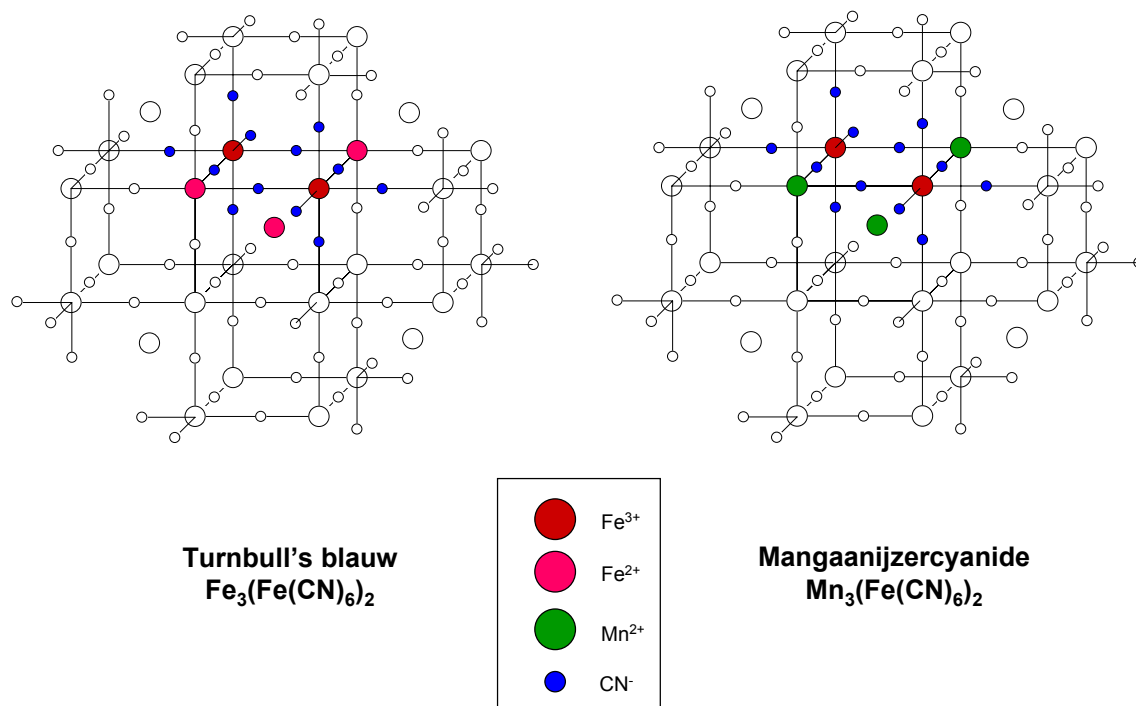 Turnbull's blauw
Fe₃(Fe(CN)₆)₂
Fe³⁺
Fe²⁺
Mn²⁺
CN⁻
Mangaanijzercyanide
Mn₃(Fe(CN)₆)₂